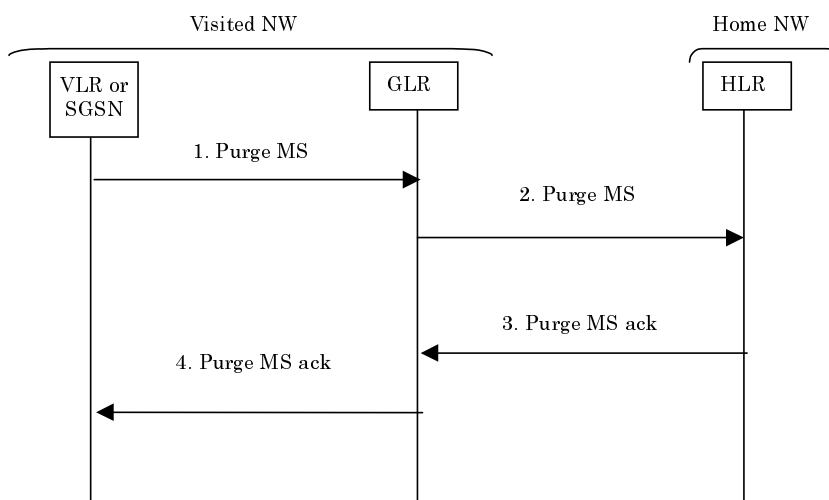 Visited NW
Home NW
VLR or
SGSN
GLR
HLR
1. Purge MS
2. Purge MS
3. Purge MS ack
4. Purge MS ack